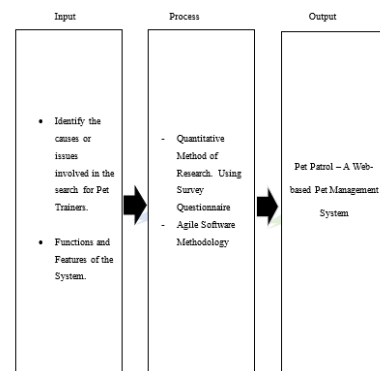 Input
Process
Output
• Identify the
causes or
issues
involved in the
search for Pet
Trainers.
• Functions and
Features of the
System.
- Quantitative
Method of
Research. Using
Survey
Questionnaire
- Agile Software
Methodology
Pet Patrol – A Web-
based Pet Management
System